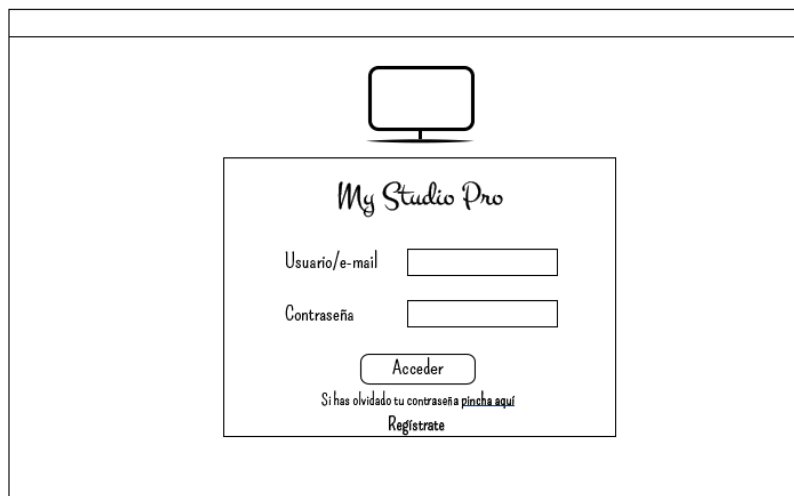 My Studio Pro
Usuario/e-mail
Contraseña
Acceder
Si has olvidado tu contraseña pincha aquí
Regístrate